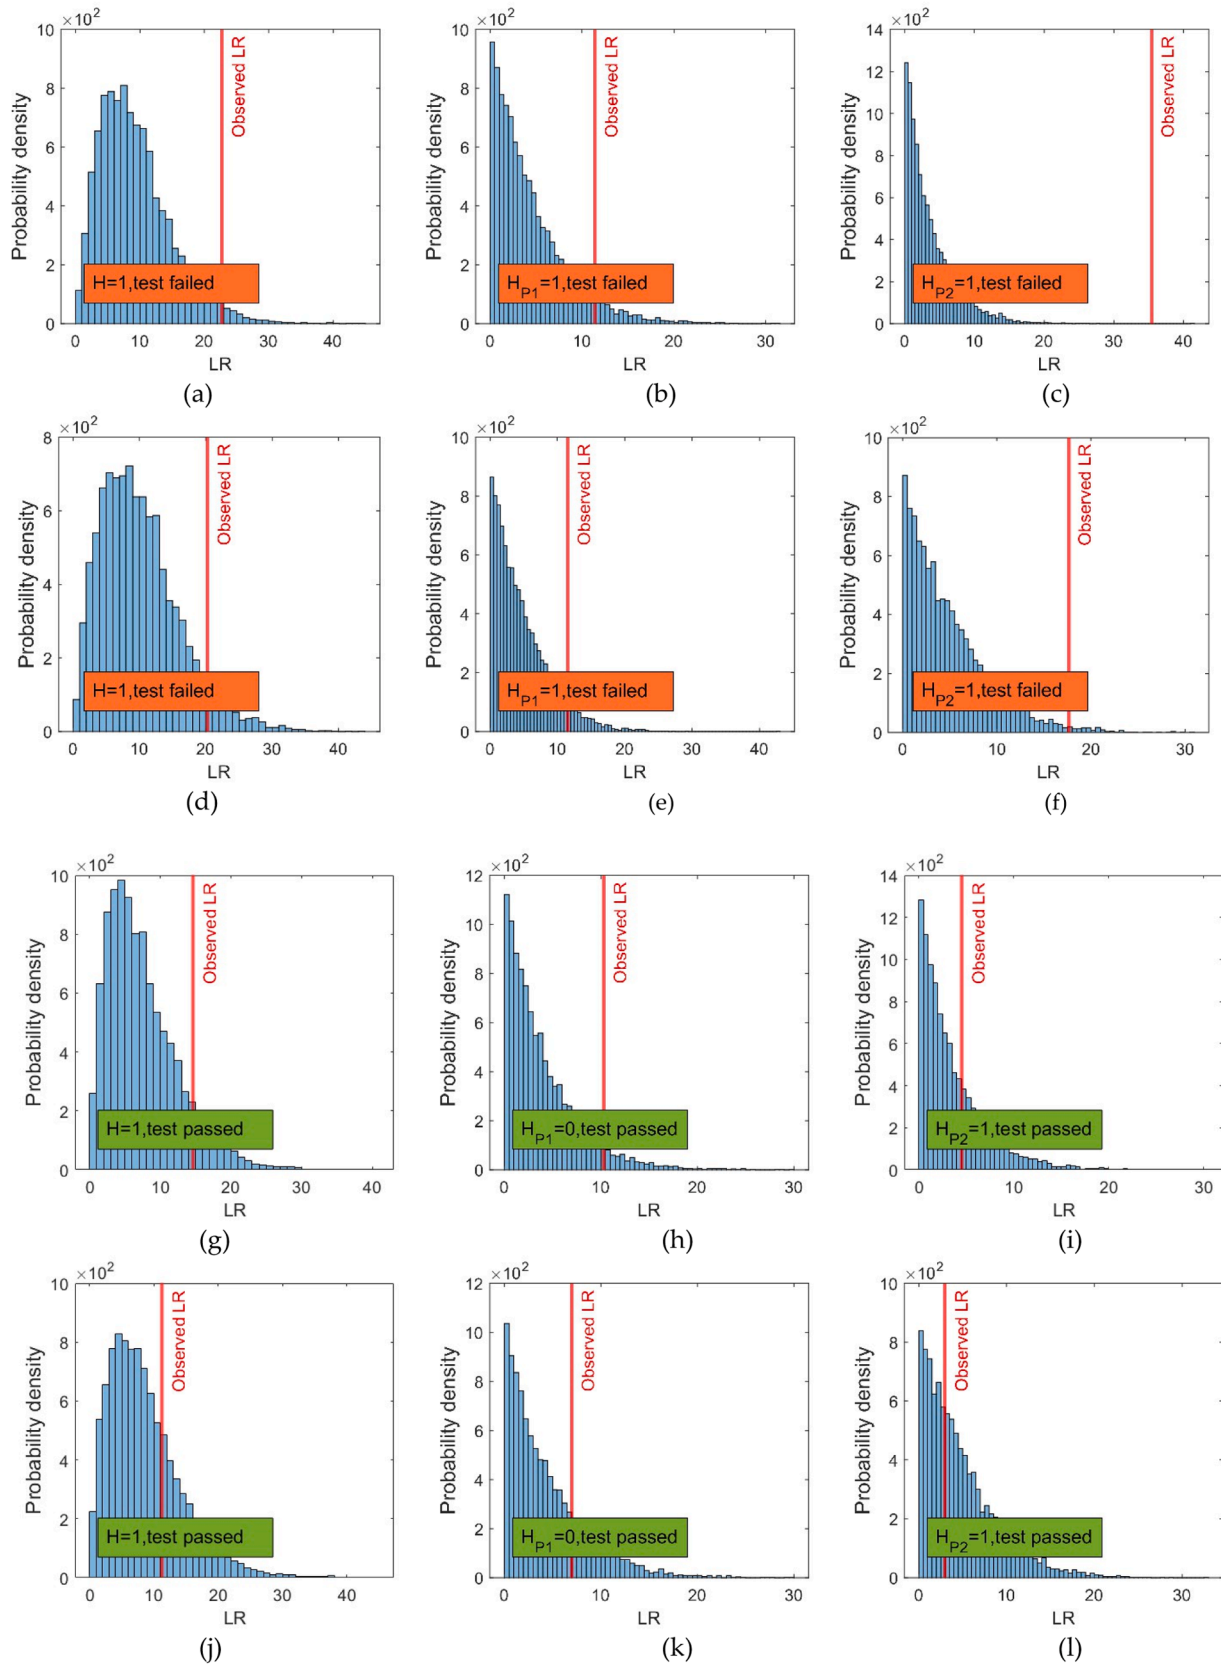 ×10²
10
8
6
4
2
0
Probability density
Observed LR
H=1,test failed
0 10 20 30 40
LR
(a)
×10²
10
8
6
4
2
0
Probability density
Observed LR
H_P1=1,test failed
0 10 20 30
LR
(b)
×10²
14
12
10
8
6
4
2
0
Probability density
Observed LR
H_P2=1,test failed
0 10 20 30 40
LR
(c)
×10²
8
6
4
2
0
Probability density
Observed LR
H=1,test failed
0 10 20 30 40
LR
(d)
×10²
10
8
6
4
2
0
Probability density
Observed LR
H_P1=1,test failed
0 10 20 30 40
LR
(e)
×10²
10
8
6
4
2
0
Probability density
Observed LR
H_P2=1,test failed
0 10 20 30
LR
(f)
×10²
10
8
6
4
2
0
Probability density
Observed LR
H=1,test passed
0 10 20 30 40
LR
(g)
×10²
12
10
8
6
4
2
0
Probability density
Observed LR
H_P1=0,test passed
0 10 20 30
LR
(h)
×10²
14
12
10
8
6
4
2
0
Probability density
Observed LR
H_P2=1,test passed
0 10 20 30
LR
(i)
×10²
10
8
6
4
2
0
Probability density
Observed LR
H=1,test passed
0 10 20 30 40
LR
(j)
×10²
12
10
8
6
4
2
0
Probability density
Observed LR
H_P1=0,test passed
0 10 20 30
LR
(k)
×10²
10
8
6
4
2
0
Probability density
Observed LR
H_P2=1,test passed
0 10 20 30
LR
(l)